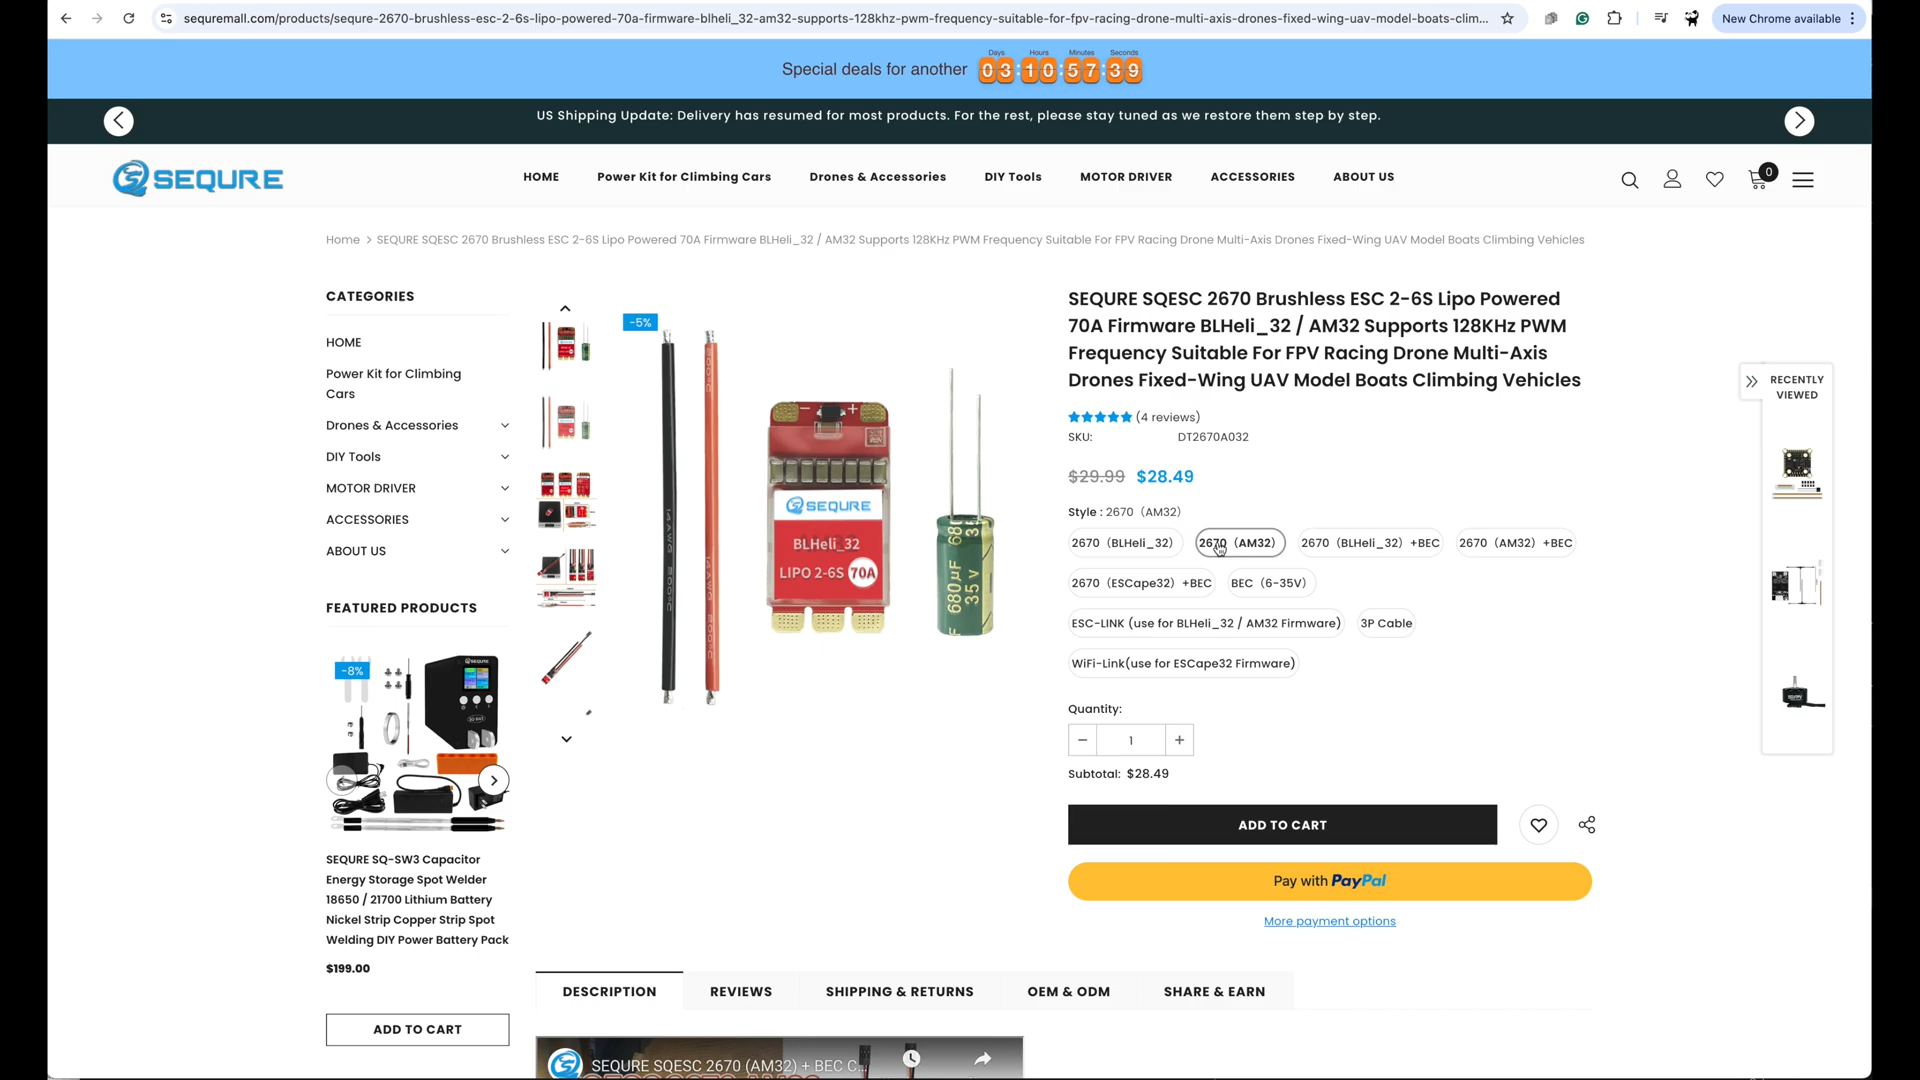 sequremall.com/products/sequre-2670-brushless-esc-2-6s-lipo-powered-70a-firmware-blheli_32-am32-supports-128khz-pwm-frequency-suitable-for-fpv-racing-drone-multi-axis-drones-fixed-wing-uav-model-boats-clim...
New Chrome available
Special deals for another
Days Hours Minutes Seconds
03:10:57:39
US Shipping Update: Delivery has resumed for most products. For the rest, please stay tuned as we restore them step by step.
SEQURE
HOME
Power Kit for Climbing Cars
Drones & Accessories
DIY Tools
MOTOR DRIVER
ACCESSORIES
ABOUT US
0
Home > SEQURE SQESC 2670 Brushless ESC 2-6S Lipo Powered 70A Firmware BLHeli_32 / AM32 Supports 128KHz PWM Frequency Suitable For FPV Racing Drone Multi-Axis Drones Fixed-Wing UAV Model Boats Climbing Vehicles
CATEGORIES
HOME
Power Kit for Climbing
Cars
Drones & Accessories
DIY Tools
MOTOR DRIVER
ACCESSORIES
ABOUT US
FEATURED PRODUCTS
-8%
SEQURE SQ-SW3 Capacitor
Energy Storage Spot Welder
18650 / 21700 Lithium Battery
Nickel Strip Copper Strip Spot
Welding DIY Power Battery Pack
$199.00
ADD TO CART
-5%
SEQURE
BLHeli_32
LIPO 2-6S 70A
680µF
35V
SEQURE SQESC 2670 Brushless ESC 2-6S Lipo Powered
70A Firmware BLHeli_32 / AM32 Supports 128KHz PWM
Frequency Suitable For FPV Racing Drone Multi-Axis
Drones Fixed-Wing UAV Model Boats Climbing Vehicles
(4 reviews)
SKU: DT2670A032
$29.99 $28.49
Style : 2670（AM32）
2670（BLHeli_32）
2670（AM32）
2670（BLHeli_32）+BEC
2670（AM32）+BEC
2670（ESCape32）+BEC
BEC（6-35V）
ESC-LINK (use for BLHeli_32 / AM32 Firmware)
3P Cable
WiFi-Link(use for ESCape32 Firmware)
Quantity:
− 1 +
Subtotal: $28.49
ADD TO CART
Pay with PayPal
More payment options
RECENTLY
VIEWED
DESCRIPTION
REVIEWS
SHIPPING & RETURNS
OEM & ODM
SHARE & EARN
SEQURE SQESC 2670 (AM32) + BEC C...